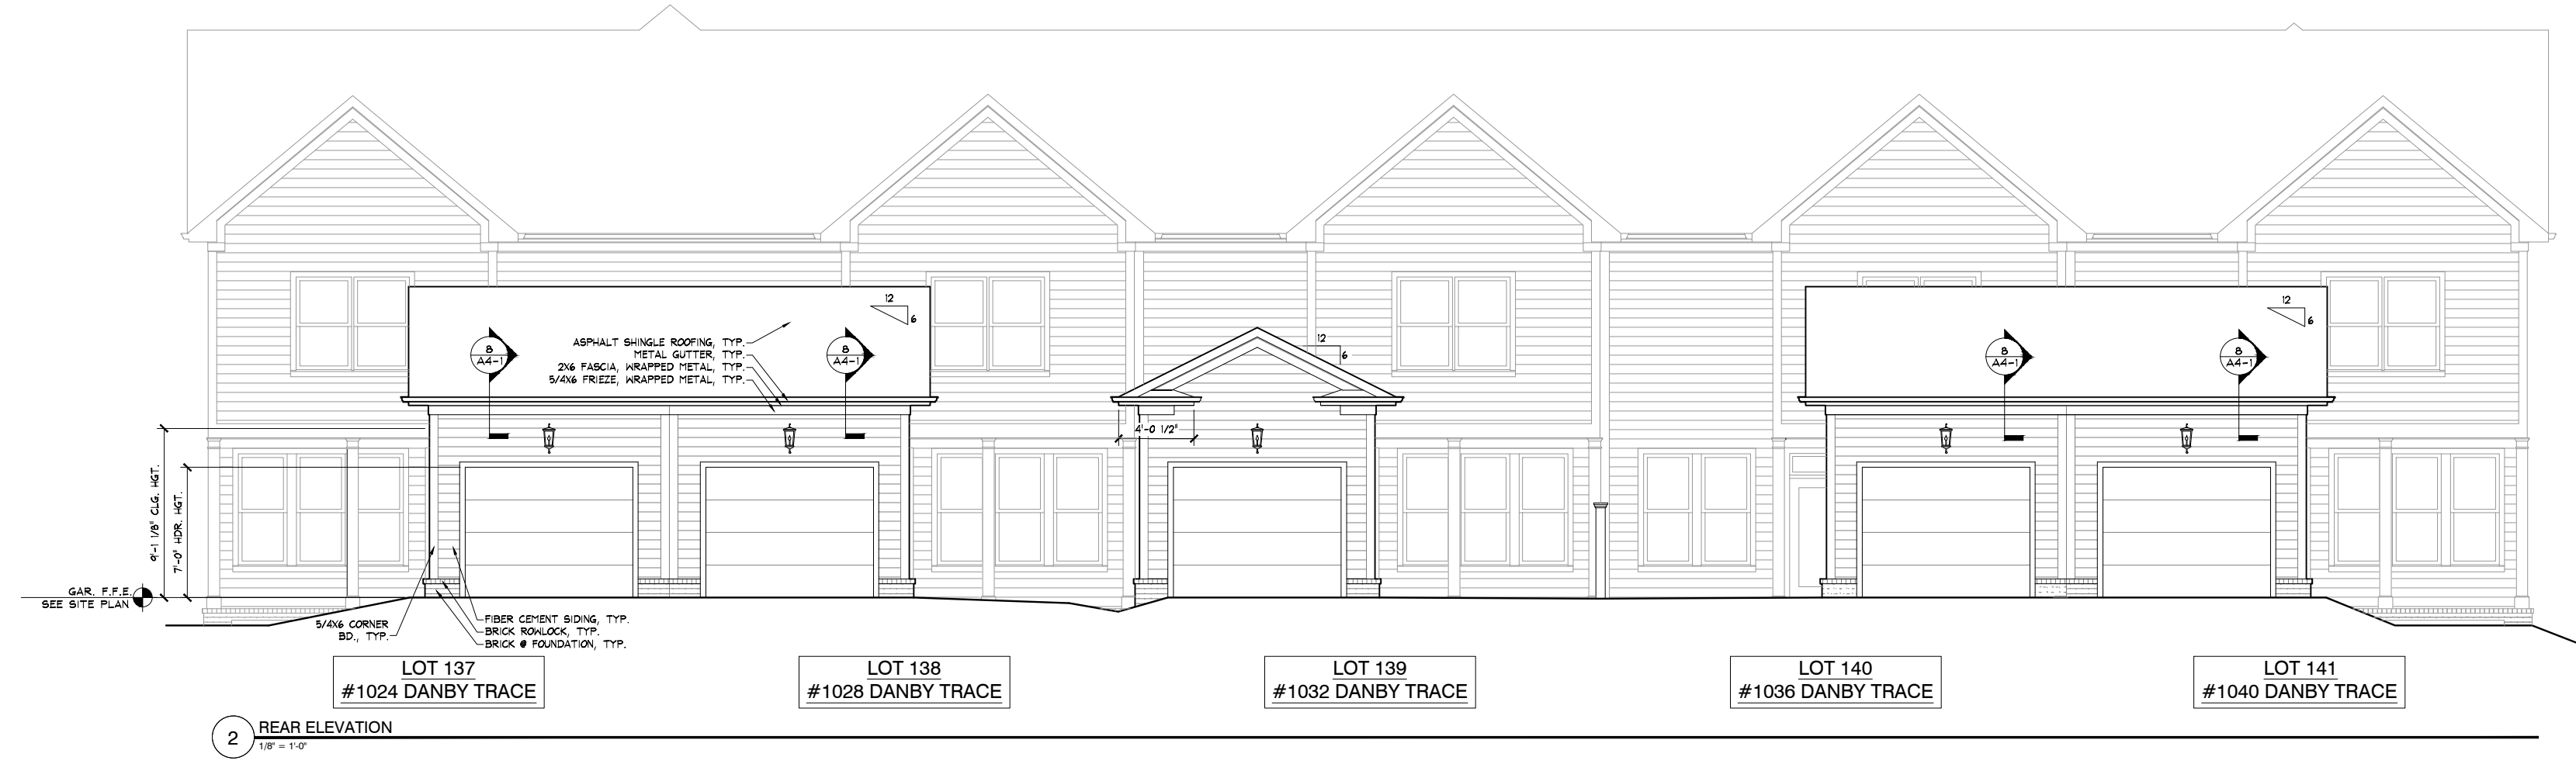 12
6
8
A4-1
8
A4-1
ASPHALT SHINGLE ROOFING, TYP.
METAL GUTTER, TYP.
2X6 FASCIA, WRAPPED METAL, TYP.
5/4X6 FRIEZE, WRAPPED METAL, TYP.
12
6
12
6
8
A4-1
8
A4-1
4'-0 1/2"
9'-1 1/8" CLG. HGT.
7'-0" HDR. HGT.
GAR. F.F.E.
SEE SITE PLAN
5/4X6 CORNER
BD., TYP.
FIBER CEMENT SIDING, TYP.
BRICK ROWLOCK, TYP.
BRICK @ FOUNDATION, TYP.
LOT 137
#1024 DANBY TRACE
LOT 138
#1028 DANBY TRACE
LOT 139
#1032 DANBY TRACE
LOT 140
#1036 DANBY TRACE
LOT 141
#1040 DANBY TRACE
2
REAR ELEVATION
1/8" = 1'-0"